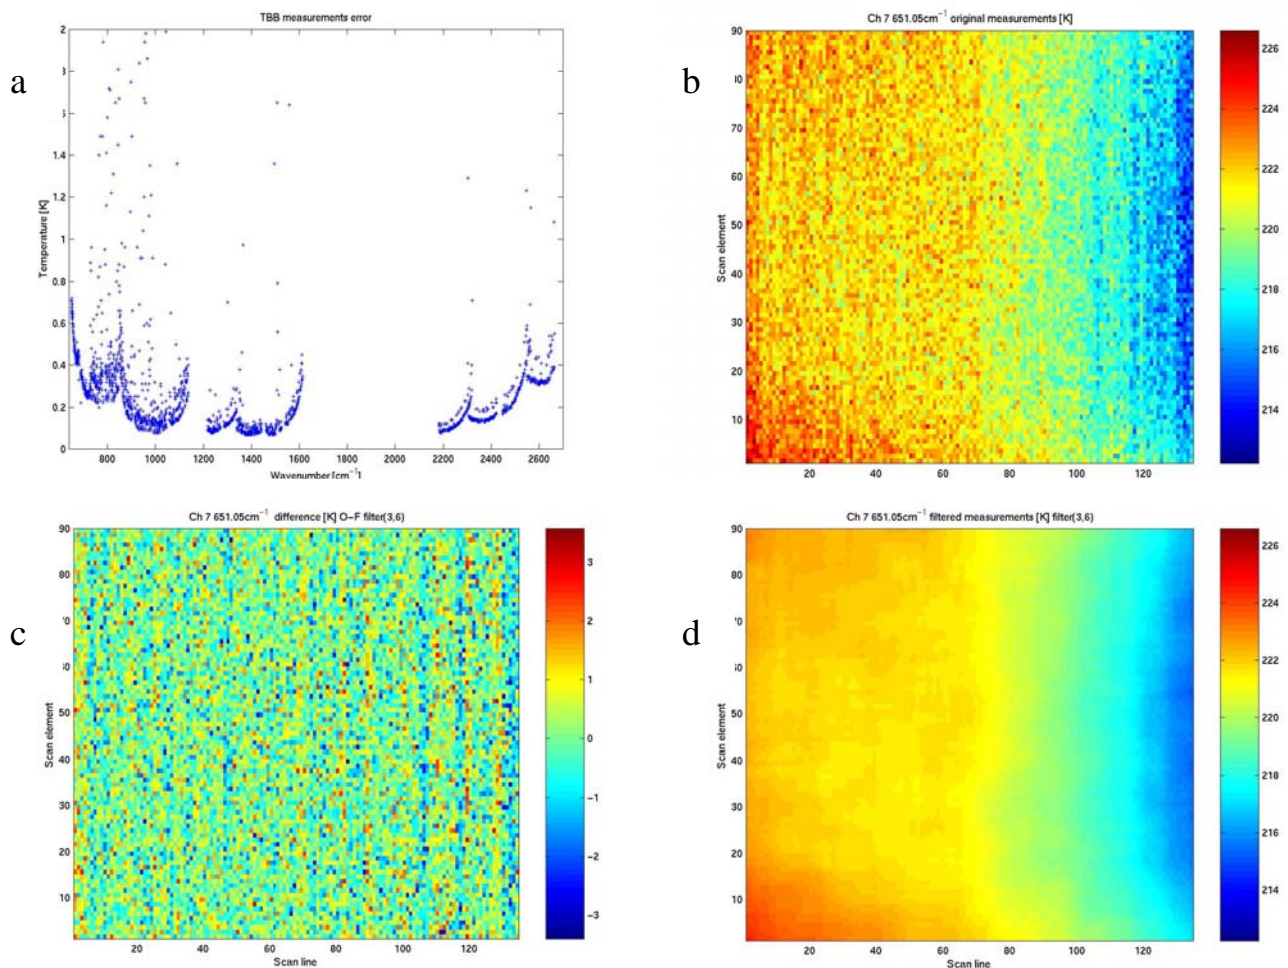 a
TBB measurements error
2
1.4
1.2
1
0.8
0.6
0.4
0.2
0
Temperature [K]
800 1000 1200 1400 1600 1800 2000 2200 2400 2600
Wavenumber [cm⁻¹]
b
Ch 7 651.05cm⁻¹ original measurements [K]
90
80
70
60
50
40
30
20
10
Scan element
20 40 60 80 100 120
226
224
222
220
218
216
214
c
Ch 7 651.05cm⁻¹ difference [K] O-F filter(3,6)
90
80
60
50
40
30
20
10
Scan element
20 40 60 80 100 120
Scan line
3
2
1
0
-1
-2
-3
d
Ch 7 651.05cm⁻¹ filtered measurements [K] filter(3,6)
90
80
50
40
30
20
10
Scan element
20 40 60 80 100 120
Scan line
226
224
222
220
218
216
214